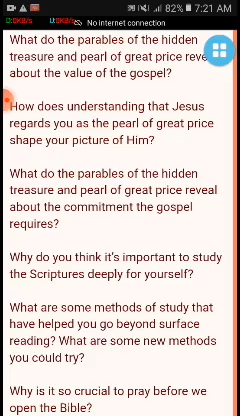 82% 7:21 AM
No internet connection
What do the parables of the hidden
treasure and pearl of great price
about the value of the gospel?
How does understanding that Jesus
regards you as the pearl of great price
shape your picture of Him?
What do the parables of the hidden
treasure and pearl of great price reveal
about the commitment the gospel
requires?
Why do you think it's important to study
the Scriptures deeply for yourself?
What are some methods of study that
have helped you go beyond surface
reading? What are some new methods
you could try?
Why is it so crucial to pray before we
open the Bible?